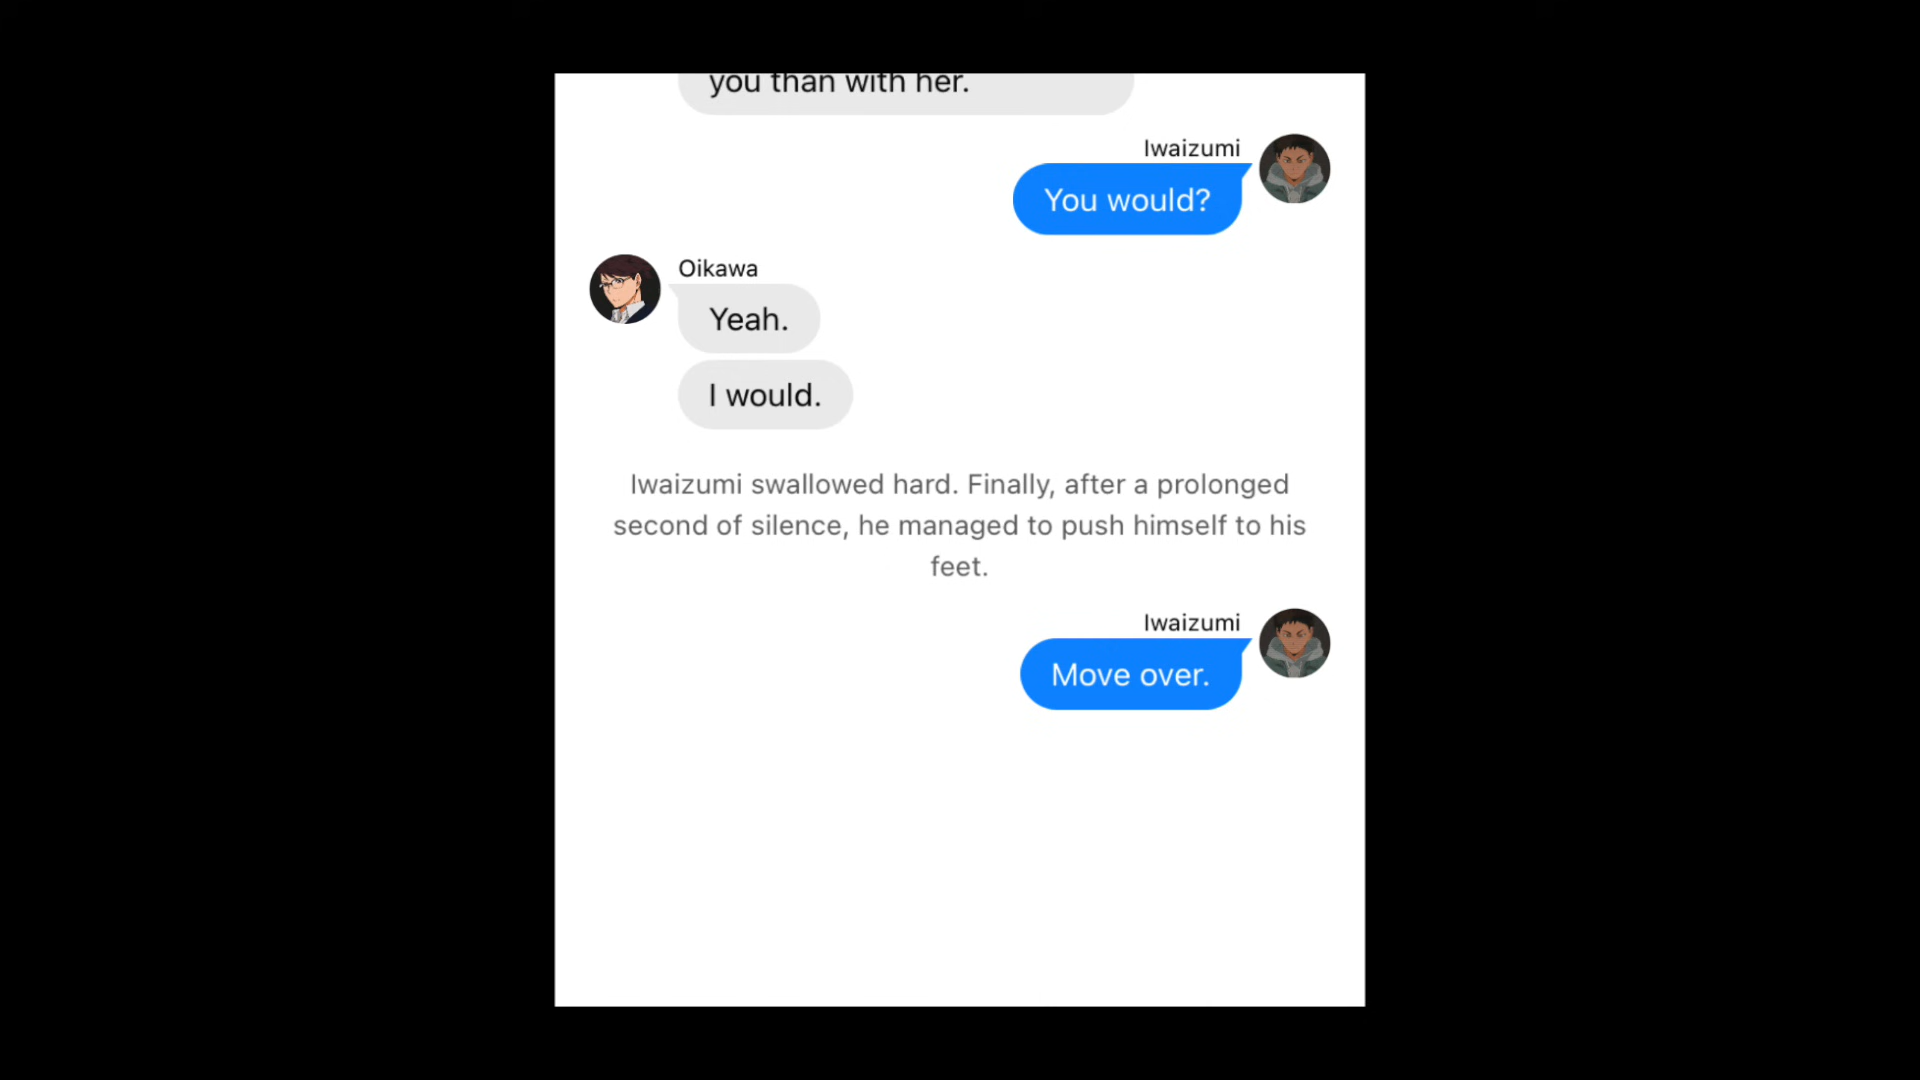 you than with her.
Iwaizumi
You would?
Oikawa
Yeah.
I would.
Iwaizumi swallowed hard. Finally, after a prolonged
second of silence, he managed to push himself to his
feet.
Iwaizumi
Move over.